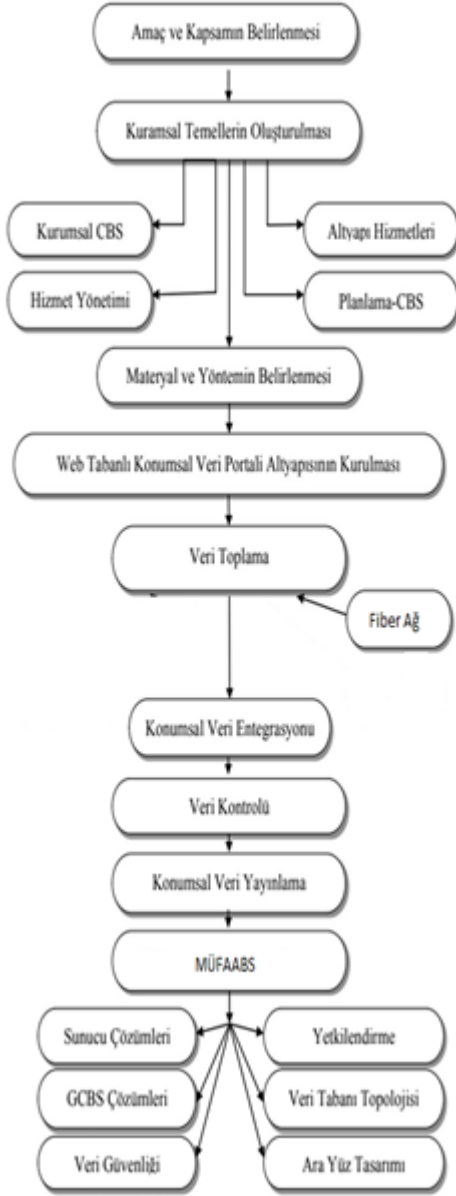 Amaç ve Kapsamın Belirlenmesi
Kuramsal Temellerin Oluşturulması
Kurumsal CBS
Altyapı Hizmetleri
Hizmet Yönetimi
Planlama-CBS
Materyal ve Yöntemin Belirlenmesi
Web Tabanlı Konumsal Veri Portali Altyapısının Kurulması
Veri Toplama
Fiber Ağ
Konumsal Veri Entegrasyonu
Veri Kontrolü
Konumsal Veri Yayınlama
MÜFAABS
Sunucu Çözümleri
Yetkilendirme
GCBS Çözümleri
Veri Tabanı Topolojisi
Veri Güvenliği
Ara Yüz Tasarımı